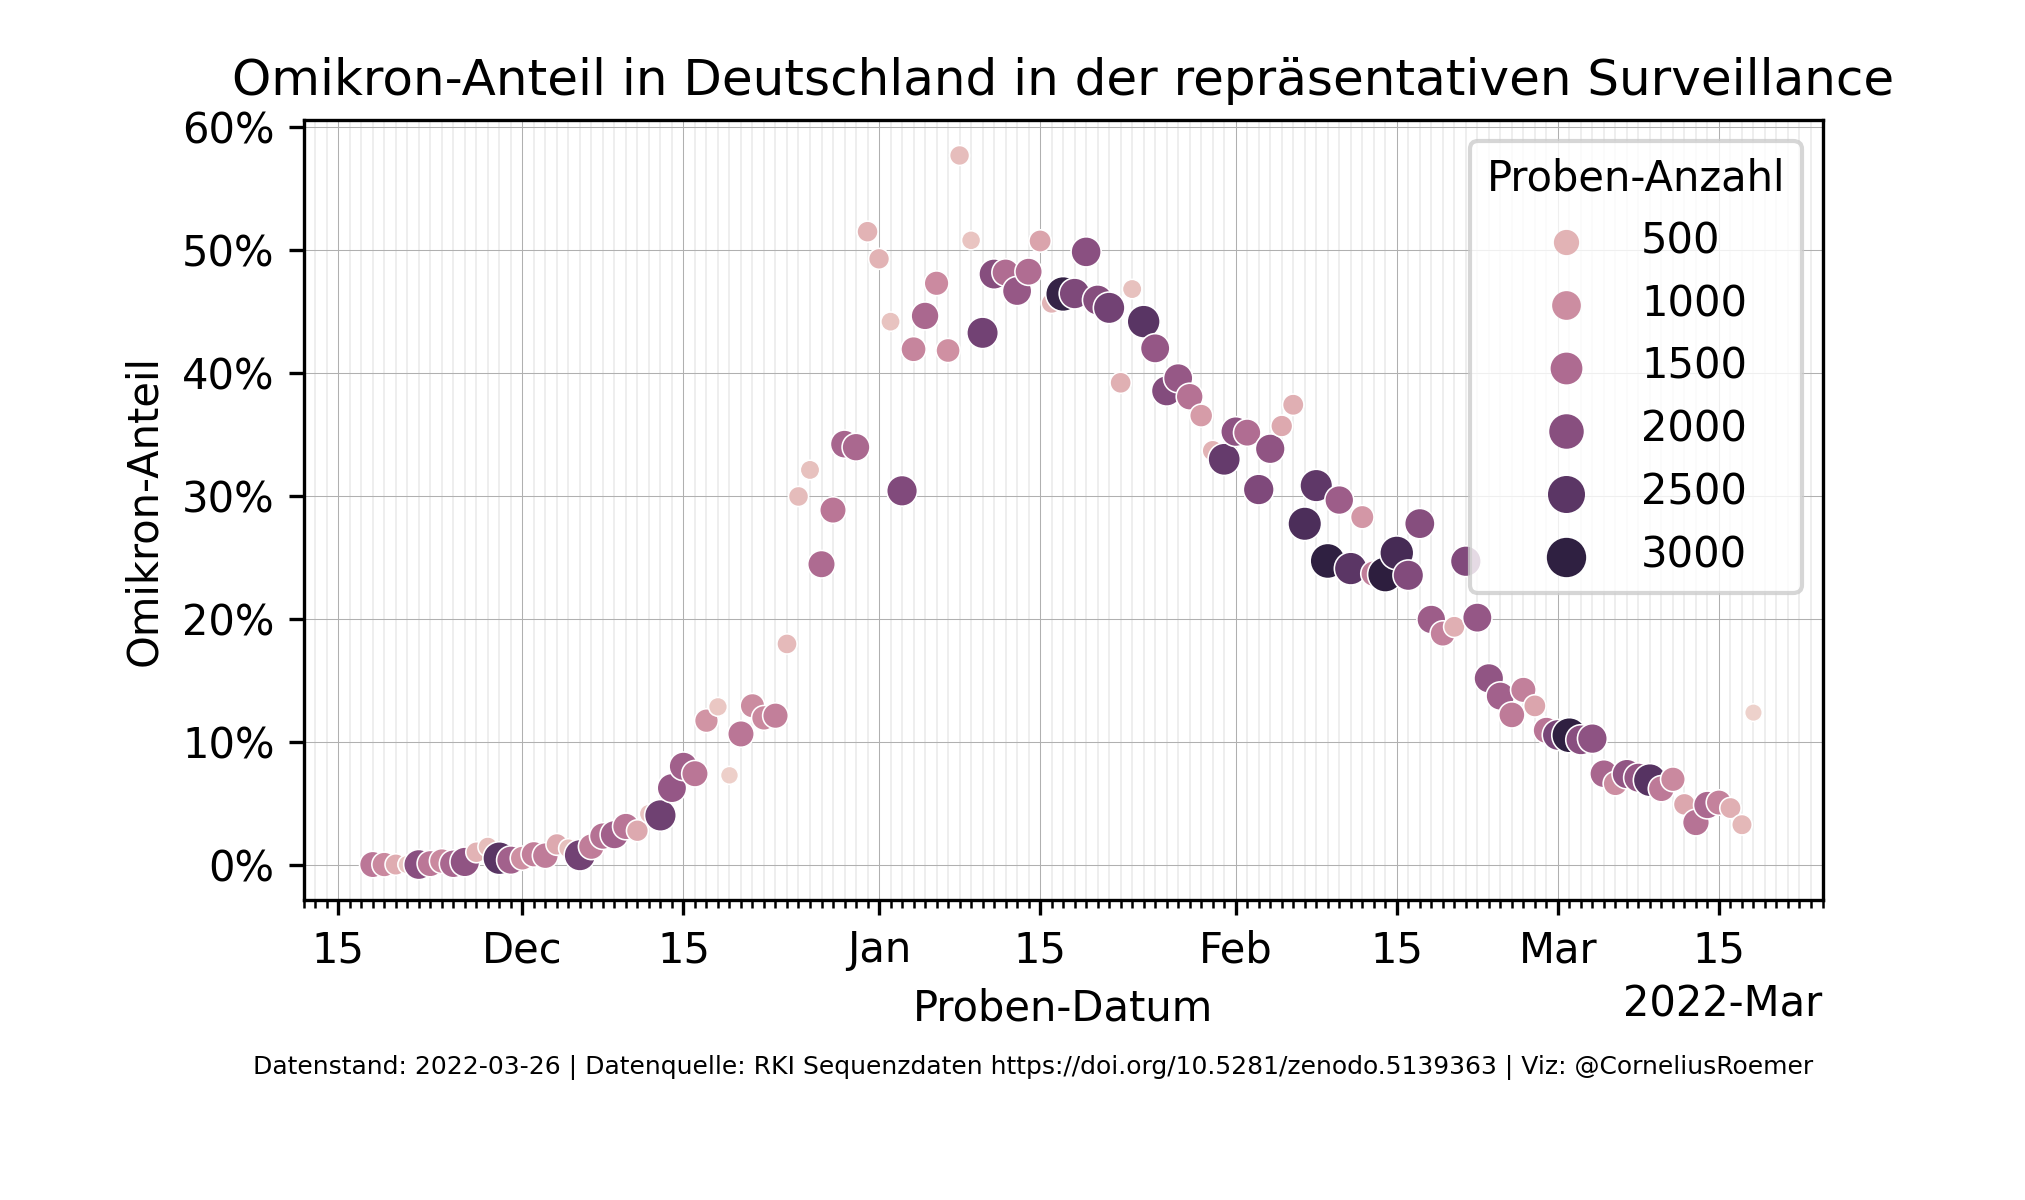 Omikron-Anteil in Deutschland in der repräsentativen Surveillance
60%
50%
40%
30%
20%
10%
0%
Omikron-Anteil
Proben-Anzahl
500
1000
1500
2000
2500
3000
15 Dec 15 Jan 15 Feb 15 Mar 15
Proben-Datum
2022-Mar
Datenstand: 2022-03-26 | Datenquelle: RKI Sequenzdaten https://doi.org/10.5281/zenodo.5139363 | Viz: @CorneliusRoemer